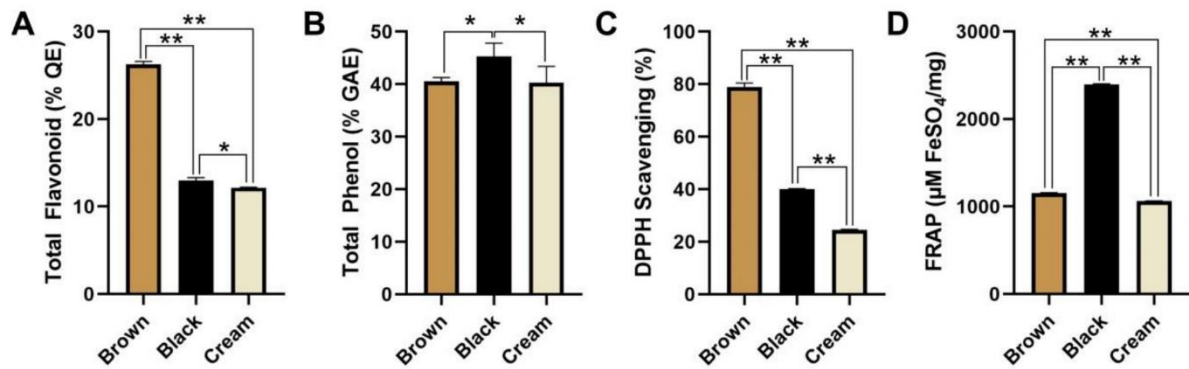 A
Total Flavonoid (% QE)
30
20
10
0
**
**
*
Brown
Black
Cream
B
Total Phenol (% GAE)
50
40
30
20
10
0
*
*
Brown
Black
Cream
C
DPPH Scavenging (%)
100
80
60
40
20
0
**
**
**
Brown
Black
Cream
D
FRAP (µM FeSO₄/mg)
3000
2000
1000
0
**
**
**
Brown
Black
Cream